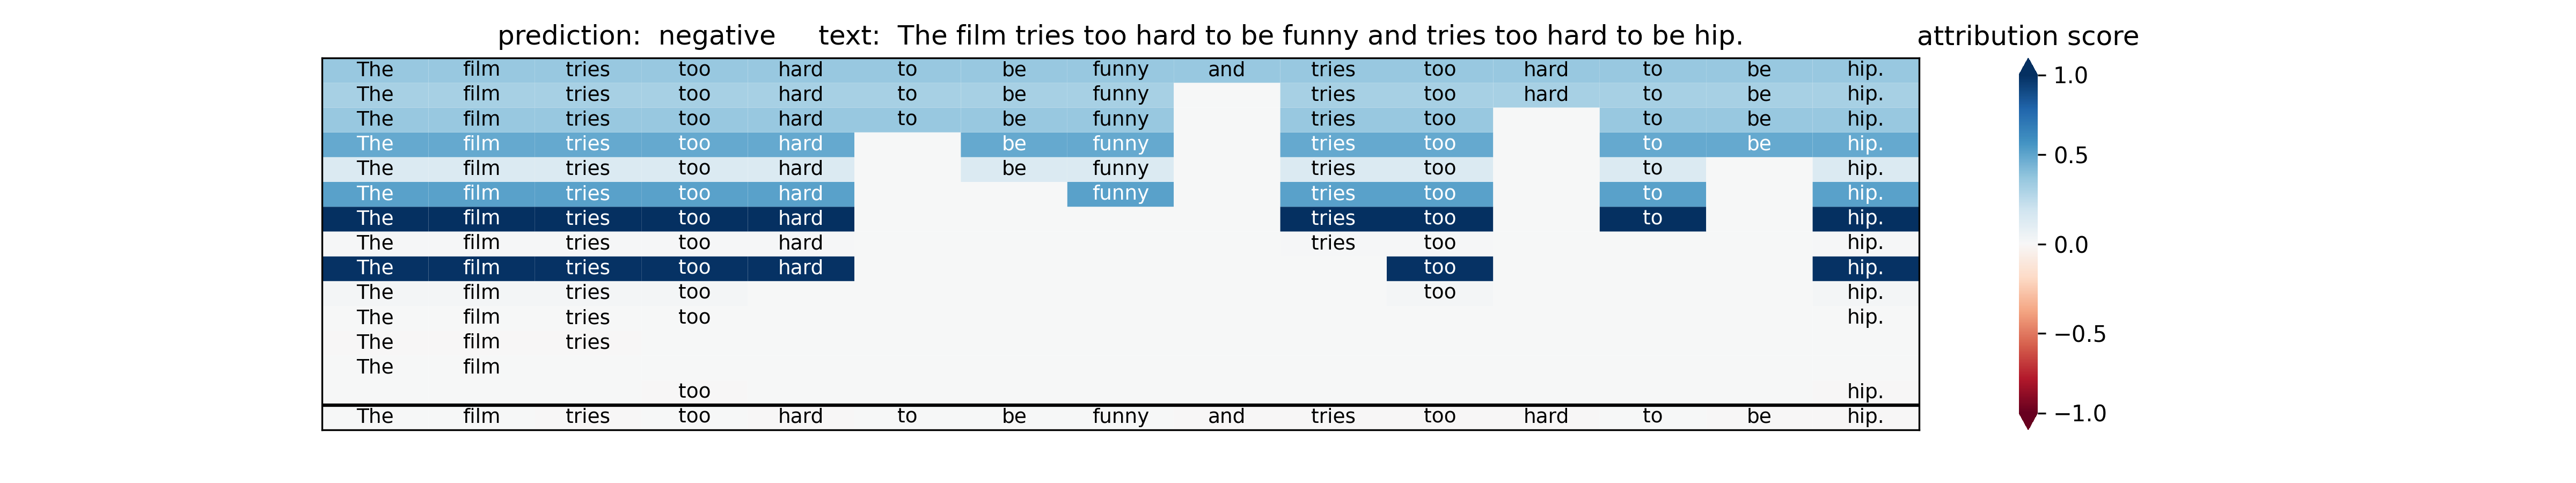 prediction: negative text: The film tries too hard to be funny and tries too hard to be hip. attribution score
The film tries too hard to be funny and tries too hard to be hip.
The film tries too hard to be funny tries too hard to be hip.
The film tries too hard to be funny tries too to be hip.
The film tries too hard be funny tries too to be hip.
The film tries too hard be funny tries too to hip.
The film tries too hard funny tries too to hip.
The film tries too hard tries too to hip.
The film tries too hard tries too hip.
The film tries too hard too hip.
The film tries too too hip.
The film tries too hip.
The film tries
The film
too hip.
The film tries too hard to be funny and tries too hard to be hip.
1.0
0.5
0.0
−0.5
−1.0